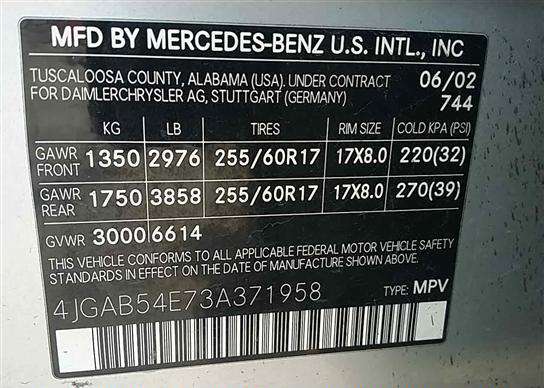 MFD BY MERCEDES-BENZ U.S. INTL., INC
TUSCALOOSA COUNTY, ALABAMA (USA). UNDER CONTRACT 06/02
FOR DAIMLERCHRYSLER AG, STUTTGART (GERMANY) 744
KG LB TIRES RIM SIZE COLD KPA (PSI)
GAWR FRONT 1350 2976 255/60R17 17X8.0 220(32)
GAWR REAR 1750 3858 255/60R17 17X8.0 270(39)
GVWR 3000 6614
THIS VEHICLE CONFORMS TO ALL APPLICABLE FEDERAL MOTOR VEHICLE SAFETY
STANDARDS IN EFFECT ON THE DATE OF MANUFACTURE SHOWN ABOVE.
4JGAB54E73A371958 TYPE: MPV